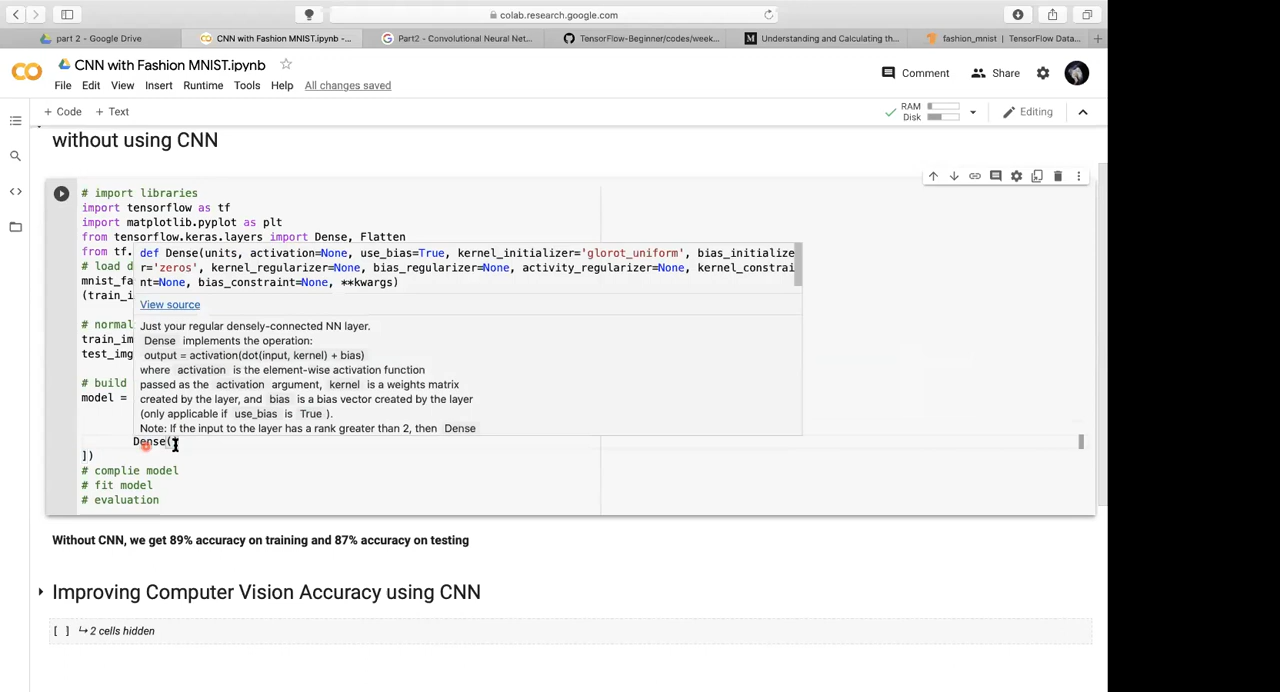 colab.research.google.com
part 2 - Google Drive
CNN with Fashion MNIST.ipynb -...
Part2 - Convolutional Neural Net...
TensorFlow-Beginner/codes/week...
Understanding and Calculating th...
fashion_mnist | TensorFlow Data...
CNN with Fashion MNIST.ipynb
File Edit View Insert Runtime Tools Help All changes saved
Comment
Share
+ Code + Text
RAM
Disk
Editing
without using CNN
# import libraries
import tensorflow as tf
import matplotlib.pyplot as plt
from tensorflow.keras.layers import Dense, Flatten
from tf.
# load d
mnist_fa
(train_i
# normal
train_im
test_img
# build
model =
def Dense(units, activation=None, use_bias=True, kernel_initializer='glorot_uniform', bias_initialize
r='zeros', kernel_regularizer=None, bias_regularizer=None, activity_regularizer=None, kernel_constrai
nt=None, bias_constraint=None, **kwargs)
View source
Just your regular densely-connected NN layer.
Dense implements the operation:
output = activation(dot(input, kernel) + bias)
where activation is the element-wise activation function
passed as the activation argument, kernel is a weights matrix
created by the layer, and bias is a bias vector created by the layer
(only applicable if use_bias is True ).
Note: If the input to the layer has a rank greater than 2, then Dense
Dense()
])
# complie model
# fit model
# evaluation
Without CNN, we get 89% accuracy on training and 87% accuracy on testing
Improving Computer Vision Accuracy using CNN
[ ] ↳ 2 cells hidden